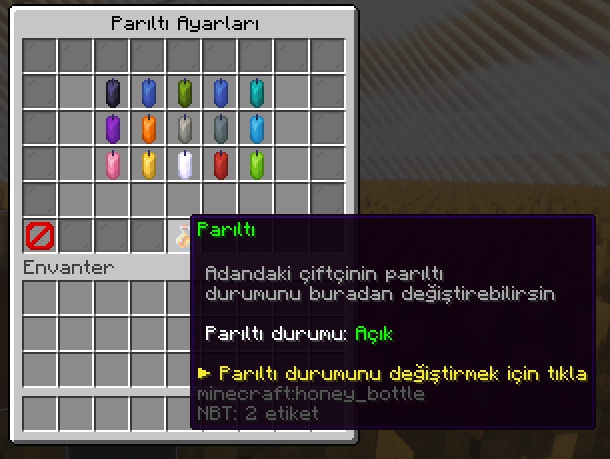 Parıltı Ayarları
Envanter
Parıltı
Adandaki çiftçinin parıltı
durumunu buradan değiştirebilirsin
Parıltı durumu: Açık
► Parıltı durumunu değiştirmek için tıkla
minecraft:honey_bottle
NBT: 2 etiket